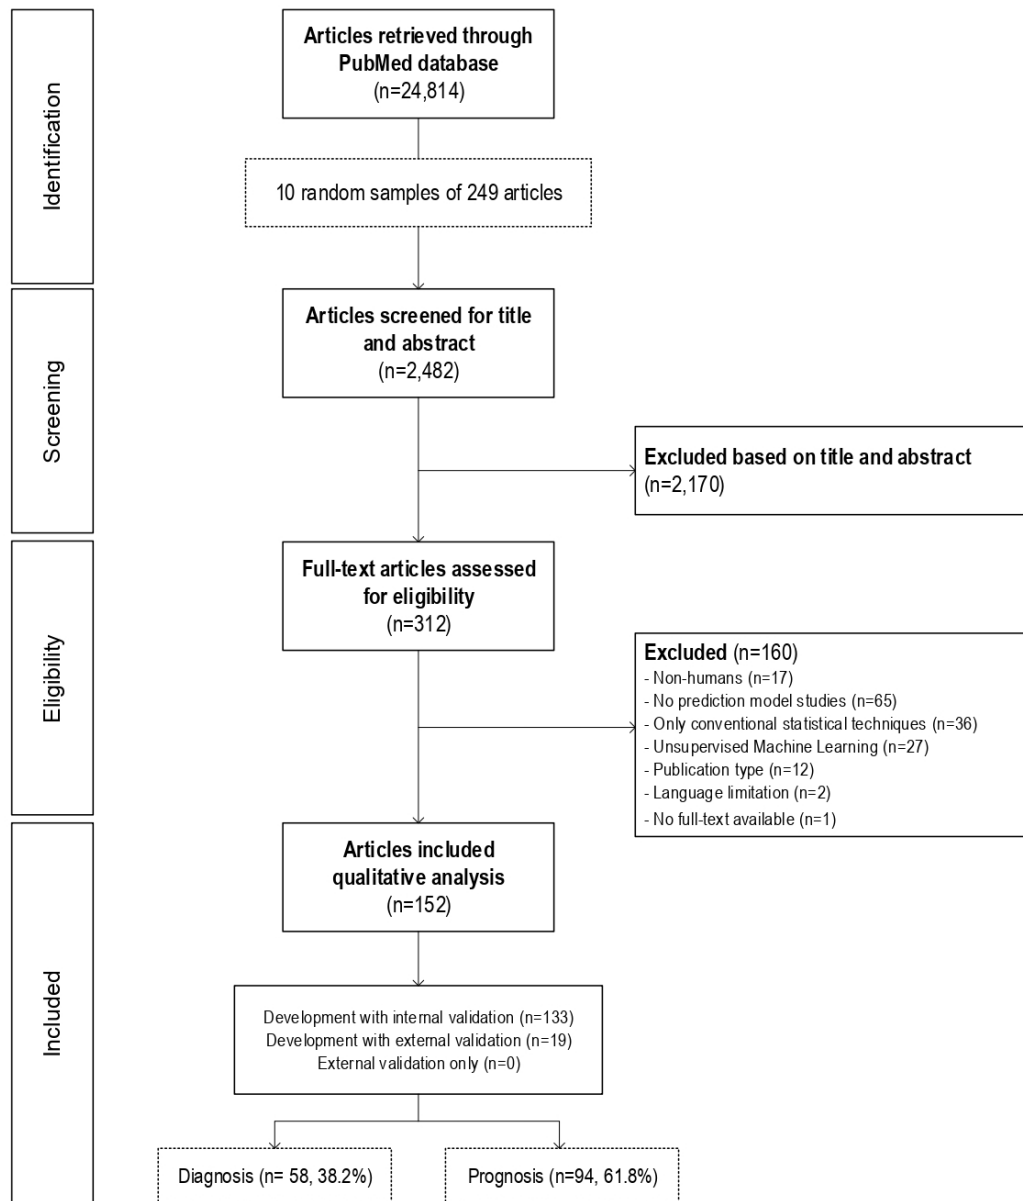 Identification
Articles retrieved through
PubMed database
(n=24,814)
10 random samples of 249 articles
Screening
Articles screened for title
and abstract
(n=2,482)
Excluded based on title and abstract
(n=2,170)
Eligibility
Full-text articles assessed
for eligibility
(n=312)
Excluded (n=160)
- Non-humans (n=17)
- No prediction model studies (n=65)
- Only conventional statistical techniques (n=36)
- Unsupervised Machine Learning (n=27)
- Publication type (n=12)
- Language limitation (n=2)
- No full-text available (n=1)
Included
Articles included
qualitative analysis
(n=152)
Development with internal validation (n=133)
Development with external validation (n=19)
External validation only (n=0)
Diagnosis (n= 58, 38.2%)
Prognosis (n=94, 61.8%)